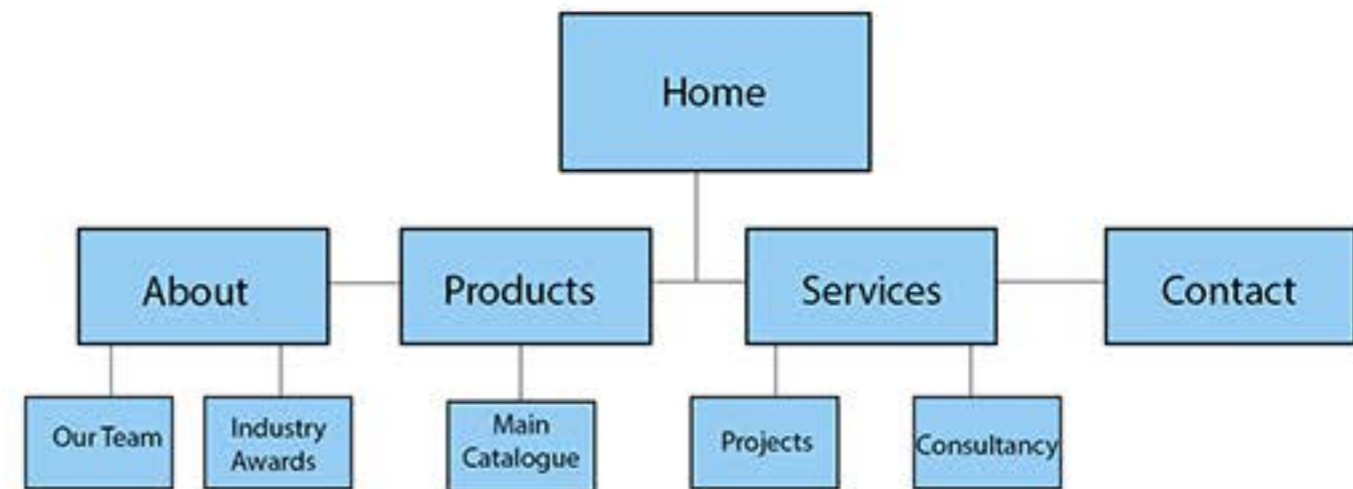 Home
About
Products
Services
Contact
Our Team
Industry
Awards
Main
Catalogue
Projects
Consultancy